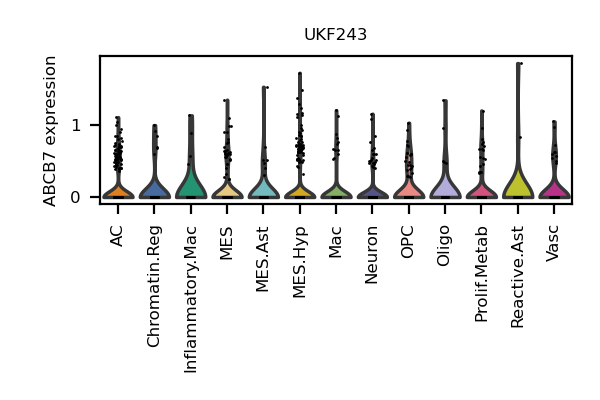 UKF243
ABCB7 expression
1
0
AC
Chromatin.Reg
Inflammatory.Mac
MES
MES.Ast
MES.Hyp
Mac
Neuron
OPC
Oligo
Prolif.Metab
Reactive.Ast
Vasc